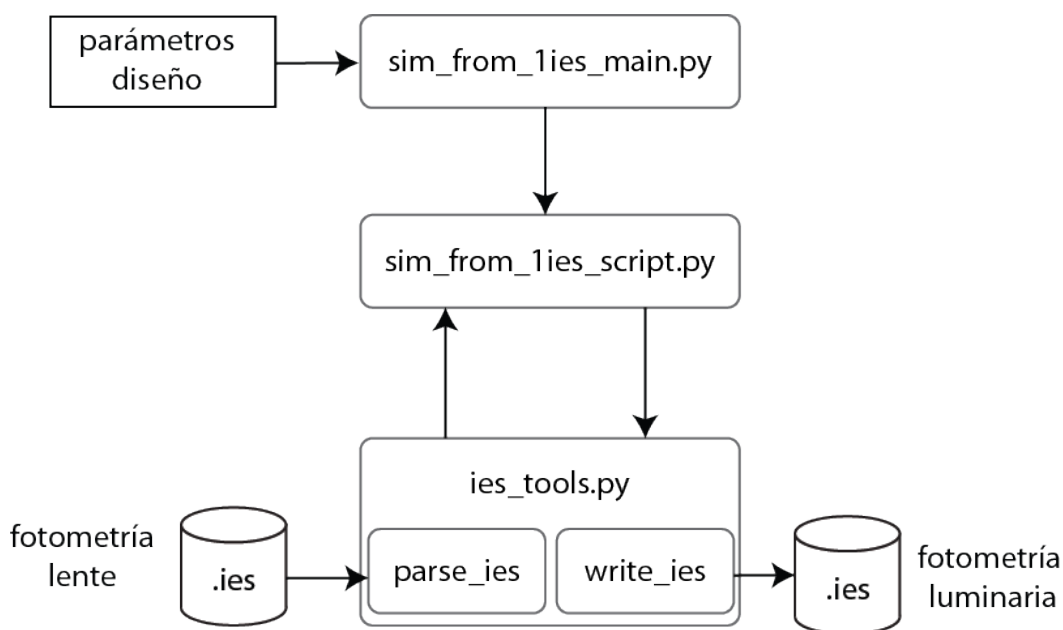 parámetros
diseño
sim_from_1ies_main.py
sim_from_1ies_script.py
ies_tools.py
fotometría
lente
.ies
parse_ies
write_ies
.ies
fotometría
luminaria